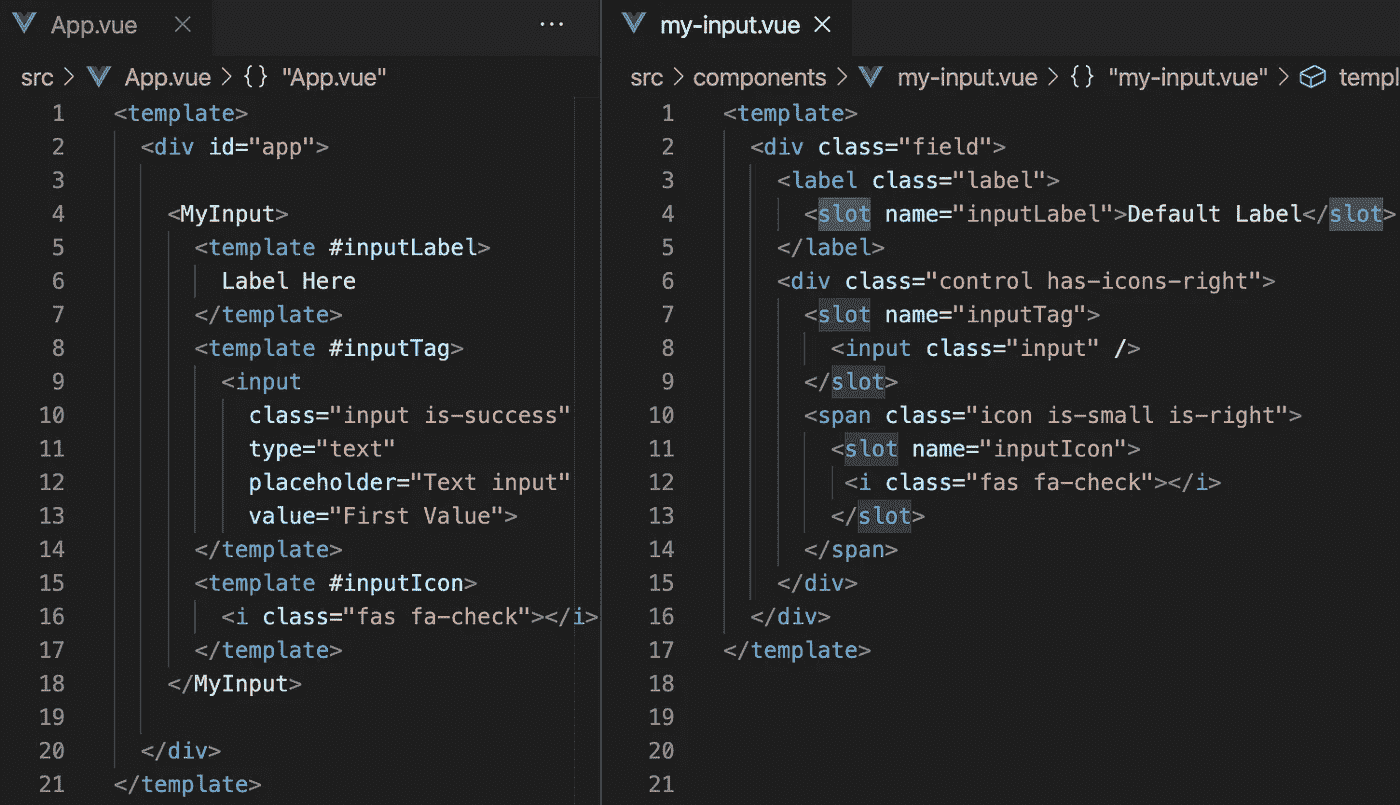 App.vue
src > App.vue > {} "App.vue"
1 <template>
2 <div id="app">
3
4 <MyInput>
5 <template #inputLabel>
6 Label Here
7 </template>
8 <template #inputTag>
9 <input
10 class="input is-success"
11 type="text"
12 placeholder="Text input"
13 value="First Value">
14 </template>
15 <template #inputIcon>
16 <i class="fas fa-check"></i>
17 </template>
18 </MyInput>
19
20 </div>
21 </template>
my-input.vue
src > components > my-input.vue > {} "my-input.vue" > templ
1 <template>
2 <div class="field">
3 <label class="label">
4 <slot name="inputLabel">Default Label</slot>
5 </label>
6 <div class="control has-icons-right">
7 <slot name="inputTag">
8 <input class="input" />
9 </slot>
10 <span class="icon is-small is-right">
11 <slot name="inputIcon">
12 <i class="fas fa-check"></i>
13 </slot>
14 </span>
15 </div>
16 </div>
17 </template>
18
19
20
21